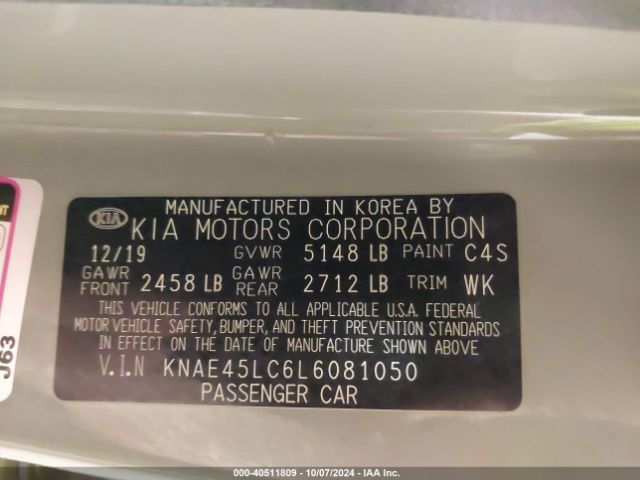 MANUFACTURED IN KOREA BY
KIA KIA MOTORS CORPORATION
12/19 GVWR 5148 LB PAINT C4S
GAWR FRONT 2458 LB GAWR REAR 2712 LB TRIM WK
THIS VEHICLE CONFORMS TO ALL APPLICABLE U.S.A. FEDERAL
MOTOR VEHICLE SAFETY, BUMPER, AND THEFT PREVENTION STANDARDS
IN EFFECT ON THE DATE OF MANUFACTURE SHOWN ABOVE
V.I.N KNAE45LC6L6081050
PASSENGER CAR
J63
000-40511809 - 10/07/2024 - IAA Inc.